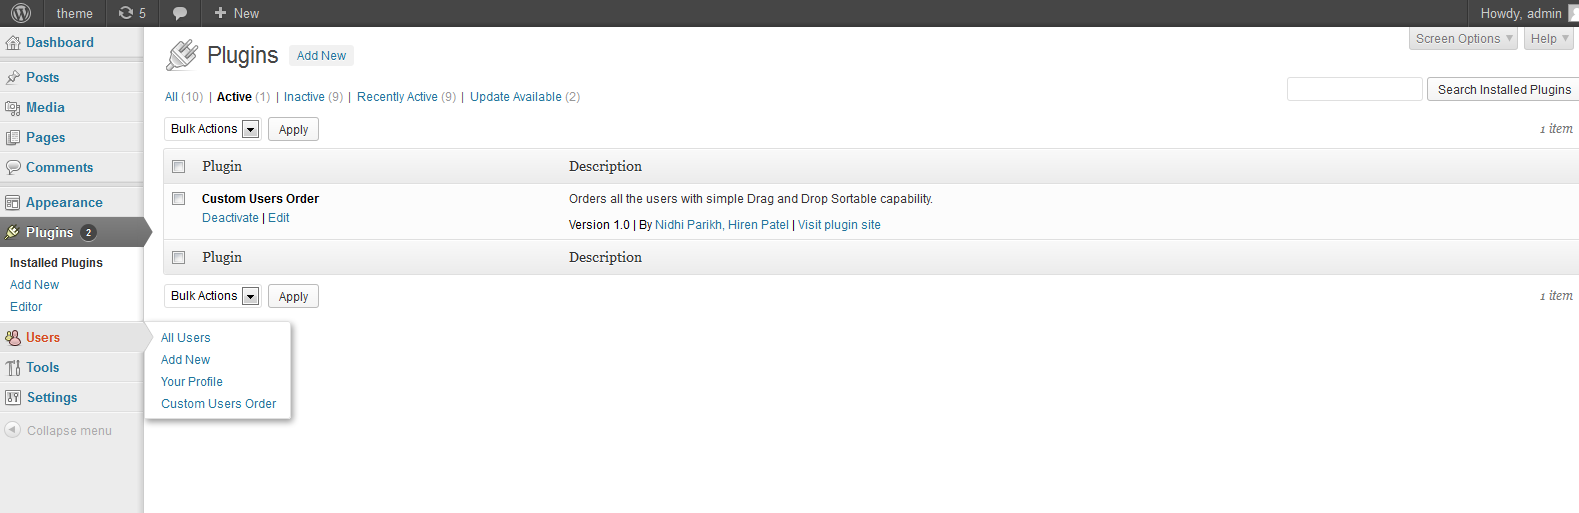 theme 5 New Howdy, admin
Dashboard
Posts
Media
Pages
Comments
Appearance
Plugins 2
Installed Plugins
Add New
Editor
Users
Tools
Settings
Collapse menu
Screen Options Help
Plugins Add New
All (10) | Active (1) | Inactive (9) | Recently Active (9) | Update Available (2)
Search Installed Plugins
Bulk Actions Apply 1 item
Plugin Description
Custom Users Order Orders all the users with simple Drag and Drop Sortable capability.
Deactivate | Edit
Version 1.0 | By Nidhi Parikh, Hiren Patel | Visit plugin site
Plugin Description
Bulk Actions Apply 1 item
All Users
Add New
Your Profile
Custom Users Order